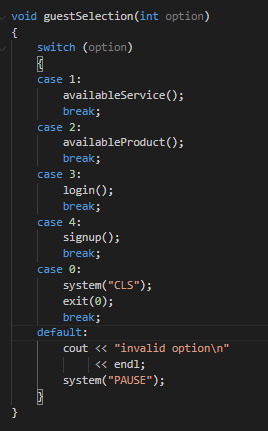 void guestSelection(int option)
{
    switch (option)
    {
    case 1:
        availableService();
        break;
    case 2:
        availableProduct();
        break;
    case 3:
        login();
        break;
    case 4:
        signup();
        break;
    case 0:
        system("CLS");
        exit(0);
        break;
    default:
        cout << "invalid option\n"
             << endl;
        system("PAUSE");
    }
}